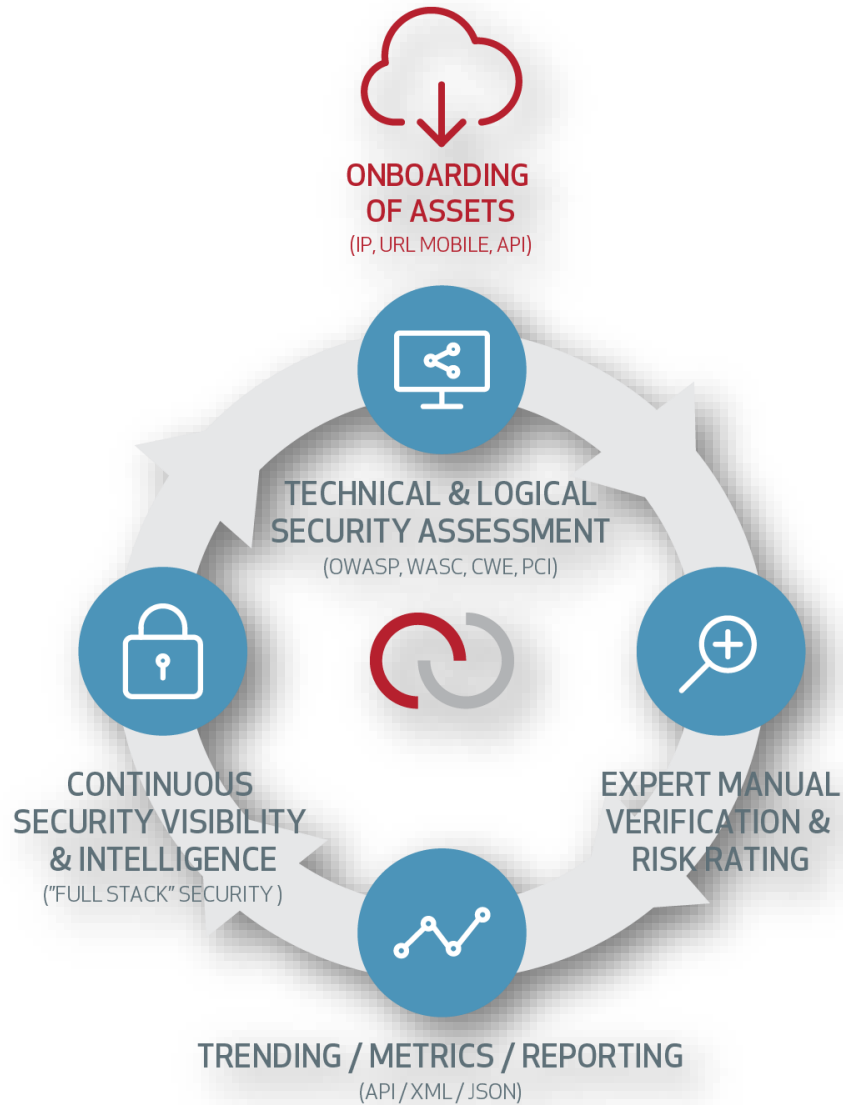 ONBOARDING
OF ASSETS
(IP, URL MOBILE, API)
TECHNICAL & LOGICAL
SECURITY ASSESSMENT
(OWASP, WASC, CWE, PCI)
EXPERT MANUAL
VERIFICATION &
RISK RATING
TRENDING / METRICS / REPORTING
(API / XML / JSON)
CONTINUOUS
SECURITY VISIBILITY
& INTELLIGENCE
("FULL STACK" SECURITY )